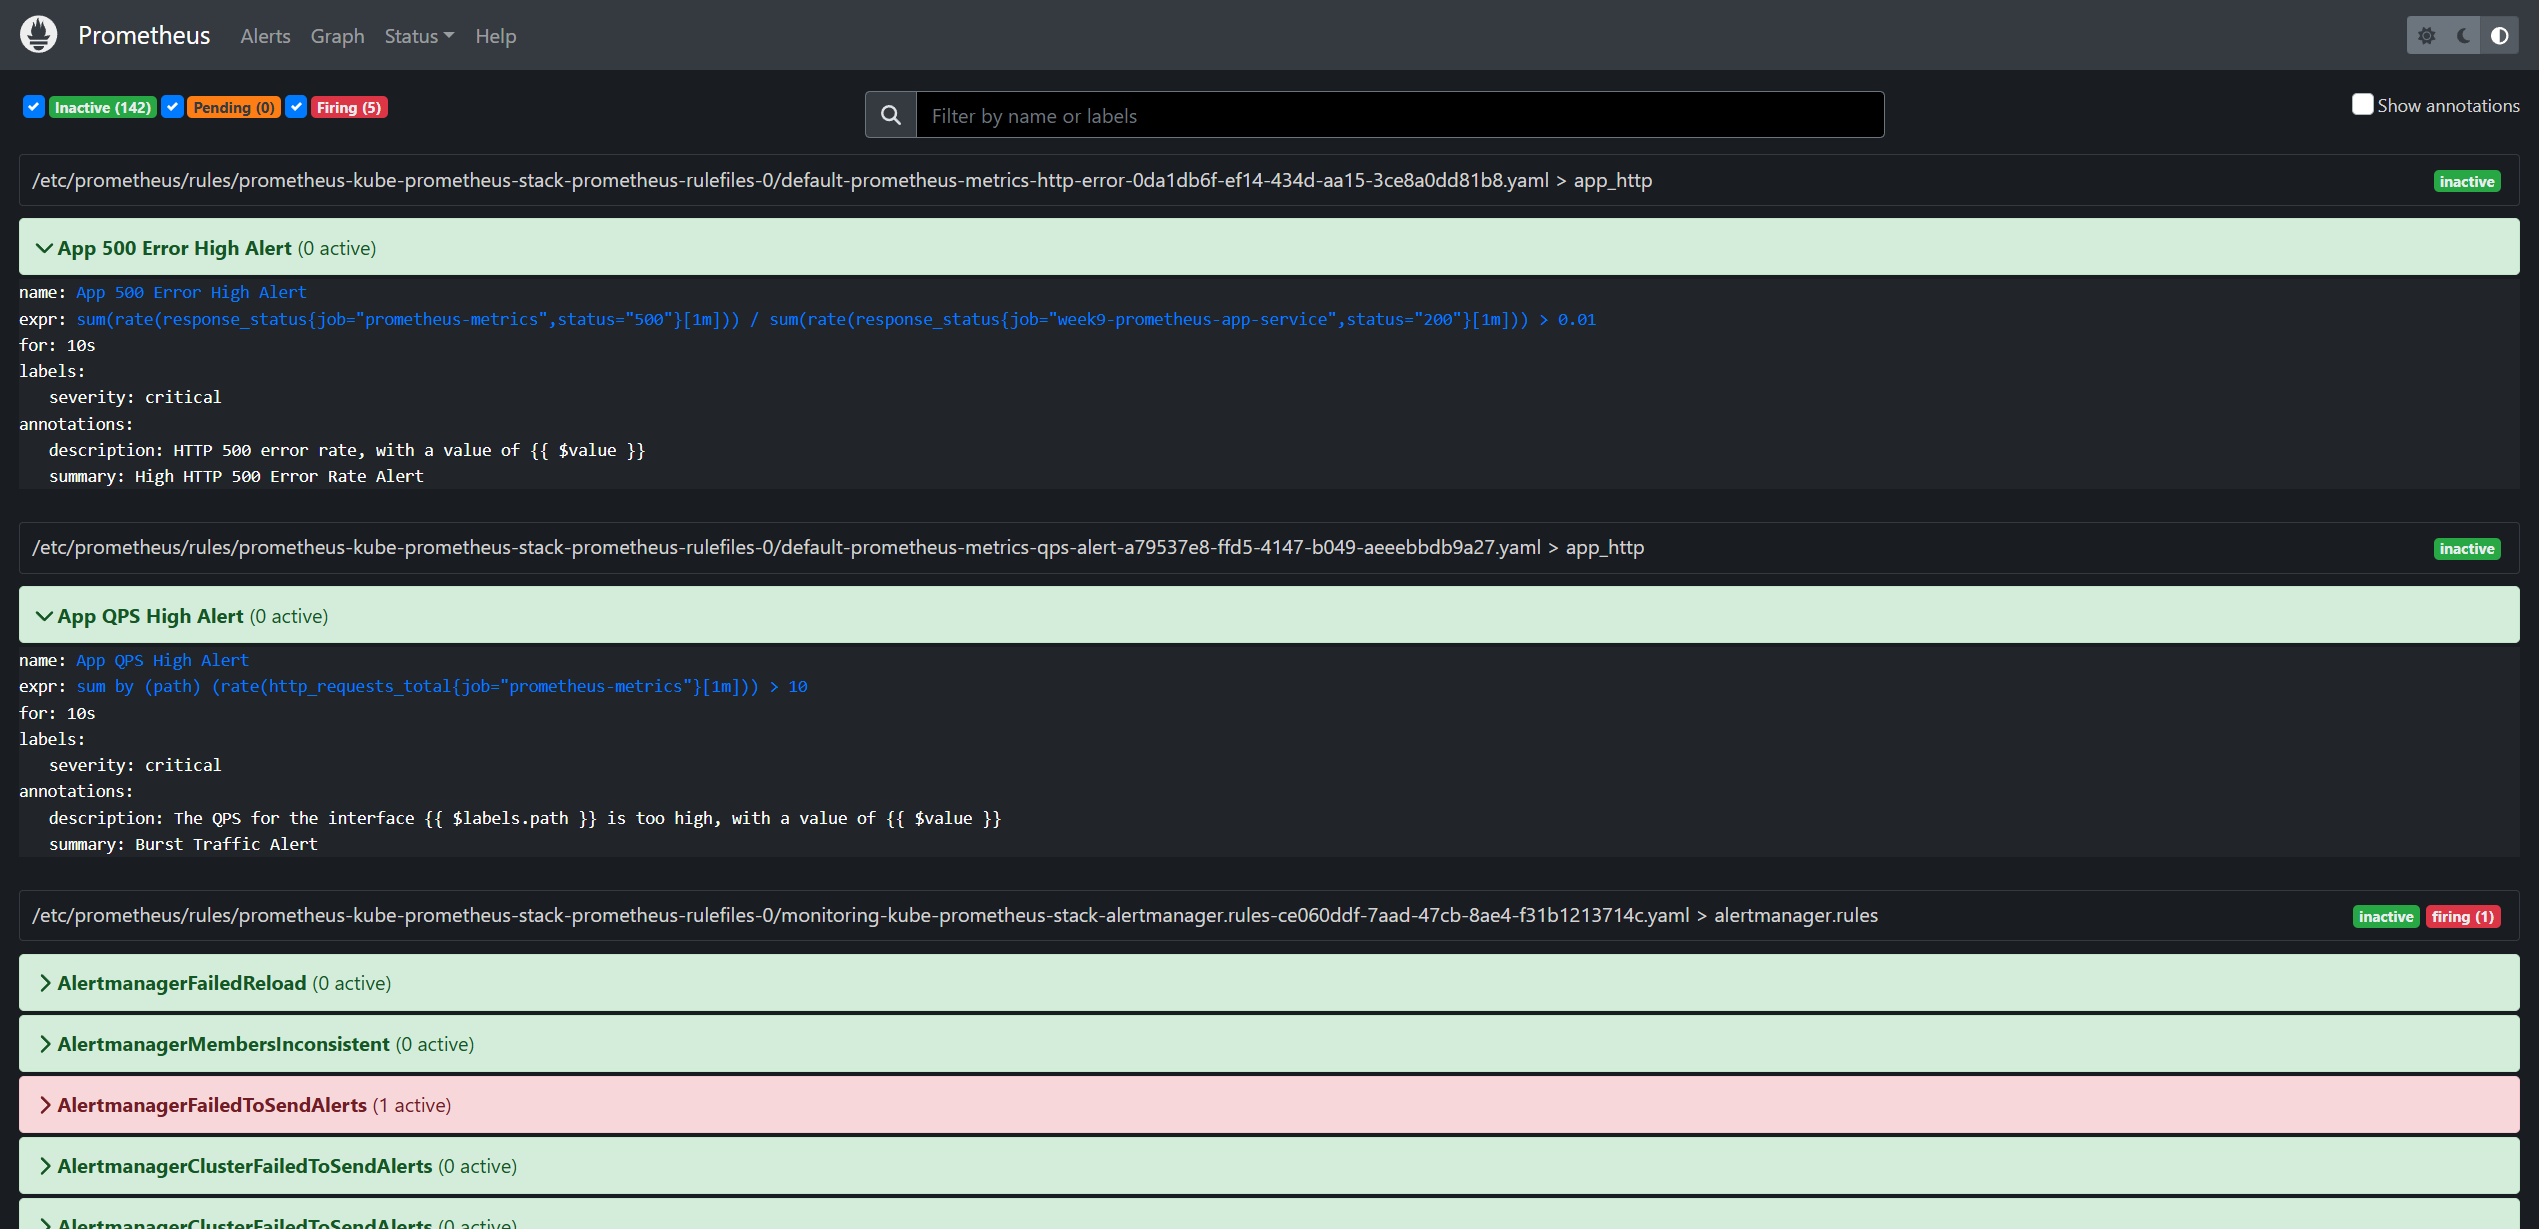 Prometheus Alerts Graph Status Help
Inactive (142) Pending (0) Firing (5) Filter by name or labels Show annotations
/etc/prometheus/rules/prometheus-kube-prometheus-stack-prometheus-rulefiles-0/default-prometheus-metrics-http-error-0da1db6f-ef14-434d-aa15-3ce8a0dd81b8.yaml > app_http inactive
App 500 Error High Alert (0 active)
name: App 500 Error High Alert
expr: sum(rate(response_status{job="prometheus-metrics",status="500"}[1m])) / sum(rate(response_status{job="week9-prometheus-app-service",status="200"}[1m])) > 0.01
for: 10s
labels:
severity: critical
annotations:
description: HTTP 500 error rate, with a value of {{ $value }}
summary: High HTTP 500 Error Rate Alert
/etc/prometheus/rules/prometheus-kube-prometheus-stack-prometheus-rulefiles-0/default-prometheus-metrics-qps-alert-a79537e8-ffd5-4147-b049-aeeebbdb9a27.yaml > app_http inactive
App QPS High Alert (0 active)
name: App QPS High Alert
expr: sum by (path) (rate(http_requests_total{job="prometheus-metrics"}[1m])) > 10
for: 10s
labels:
severity: critical
annotations:
description: The QPS for the interface {{ $labels.path }} is too high, with a value of {{ $value }}
summary: Burst Traffic Alert
/etc/prometheus/rules/prometheus-kube-prometheus-stack-prometheus-rulefiles-0/monitoring-kube-prometheus-stack-alertmanager.rules-ce060ddf-7aad-47cb-8ae4-f31b1213714c.yaml > alertmanager.rules inactive firing (1)
AlertmanagerFailedReload (0 active)
AlertmanagerMembersInconsistent (0 active)
AlertmanagerFailedToSendAlerts (1 active)
AlertmanagerClusterFailedToSendAlerts (0 active)
AlertmanagerClusterFailedToSendAlerts (0 active)